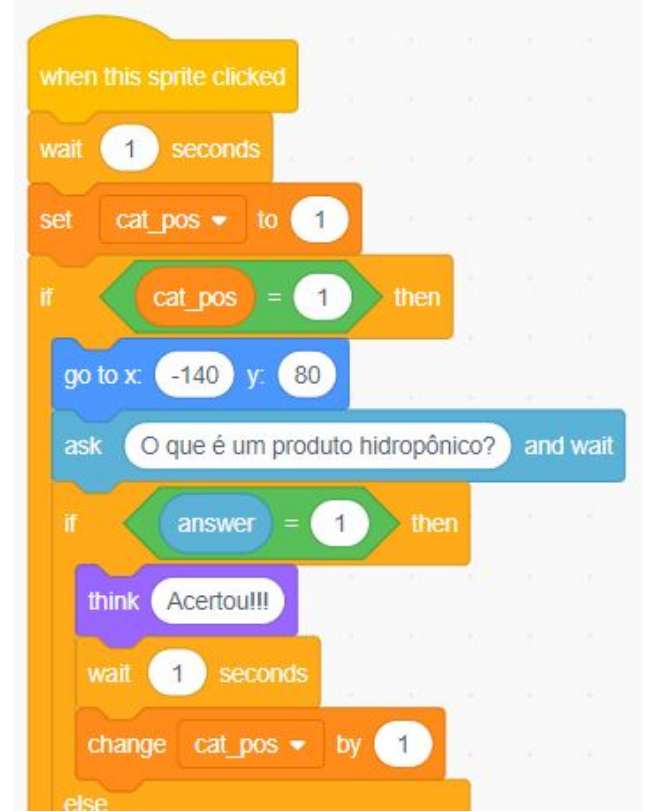 when this sprite clicked
wait 1 seconds
set cat_pos to 1
if cat_pos = 1 then
go to x: -140 y: 80
ask O que é um produto hidropônico? and wait
if answer = 1 then
think Acertou!!!
wait 1 seconds
change cat_pos by 1
else